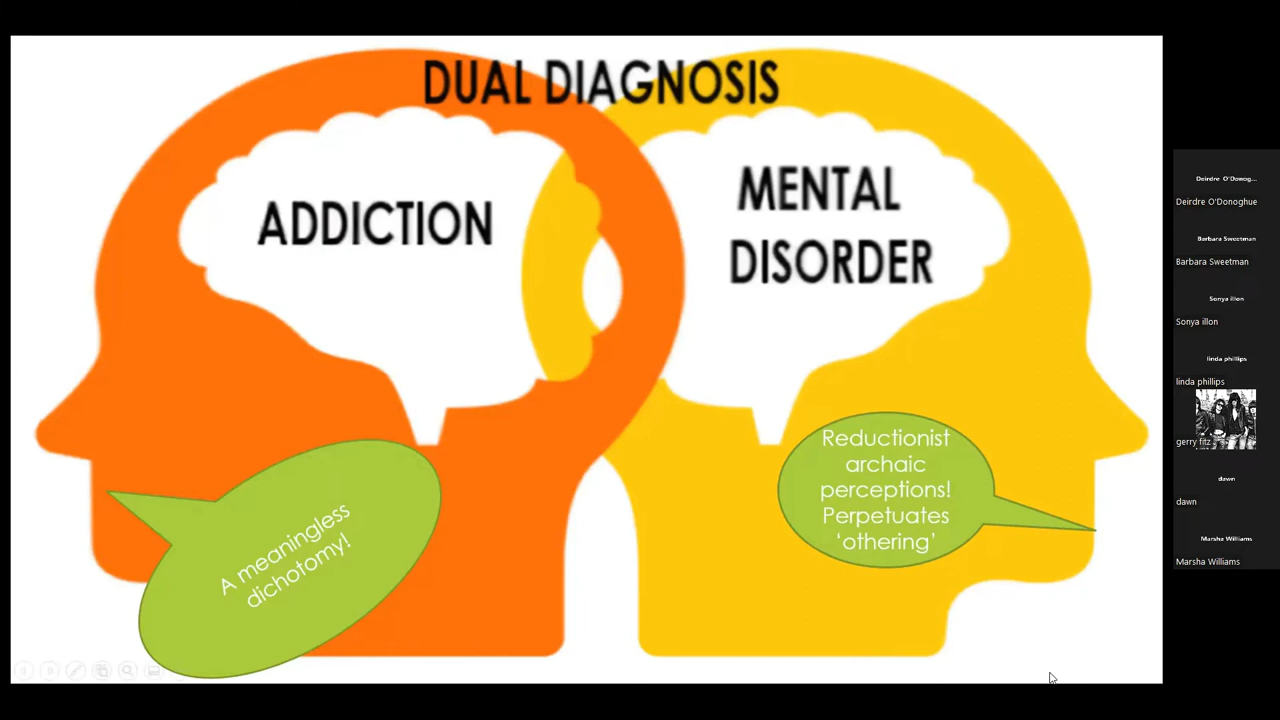 DUAL DIAGNOSIS
ADDICTION
MENTAL
DISORDER
A meaningless
dichotomy!
Reductionist
archaic
perceptions!
Perpetuates
‘othering’
Deirdre O'Donog...
Deirdre O'Donoghue
Barbara Sweetman
Barbara Sweetman
Sonya illon
Sonya illon
linda phillips
linda phillips
gerry fitz
dawn
dawn
Marsha Williams
Marsha Williams